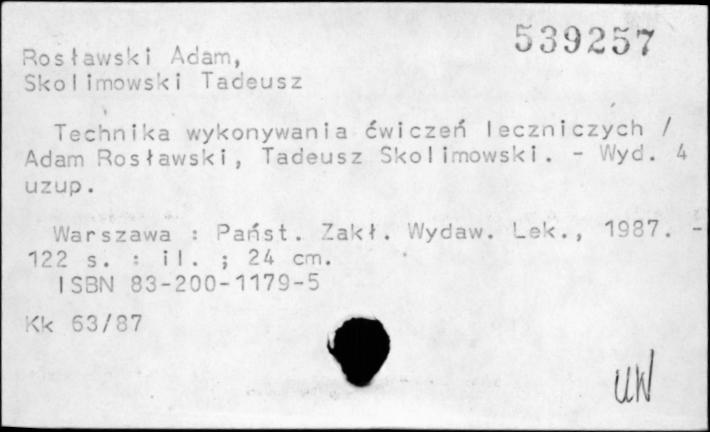 539257
Rosławski Adam,
Skolimowski Tadeusz
Technika wykonywania ćwiczeń leczniczych /
Adam Rosławski, Tadeusz Skolimowski. - Wyd. 4
uzup.
Warszawa : Państ. Zakł. Wydaw. Lek., 1987. -
122 s. : il. ; 24 cm.
ISBN 83-200-1179-5
Kk 63/87
UW